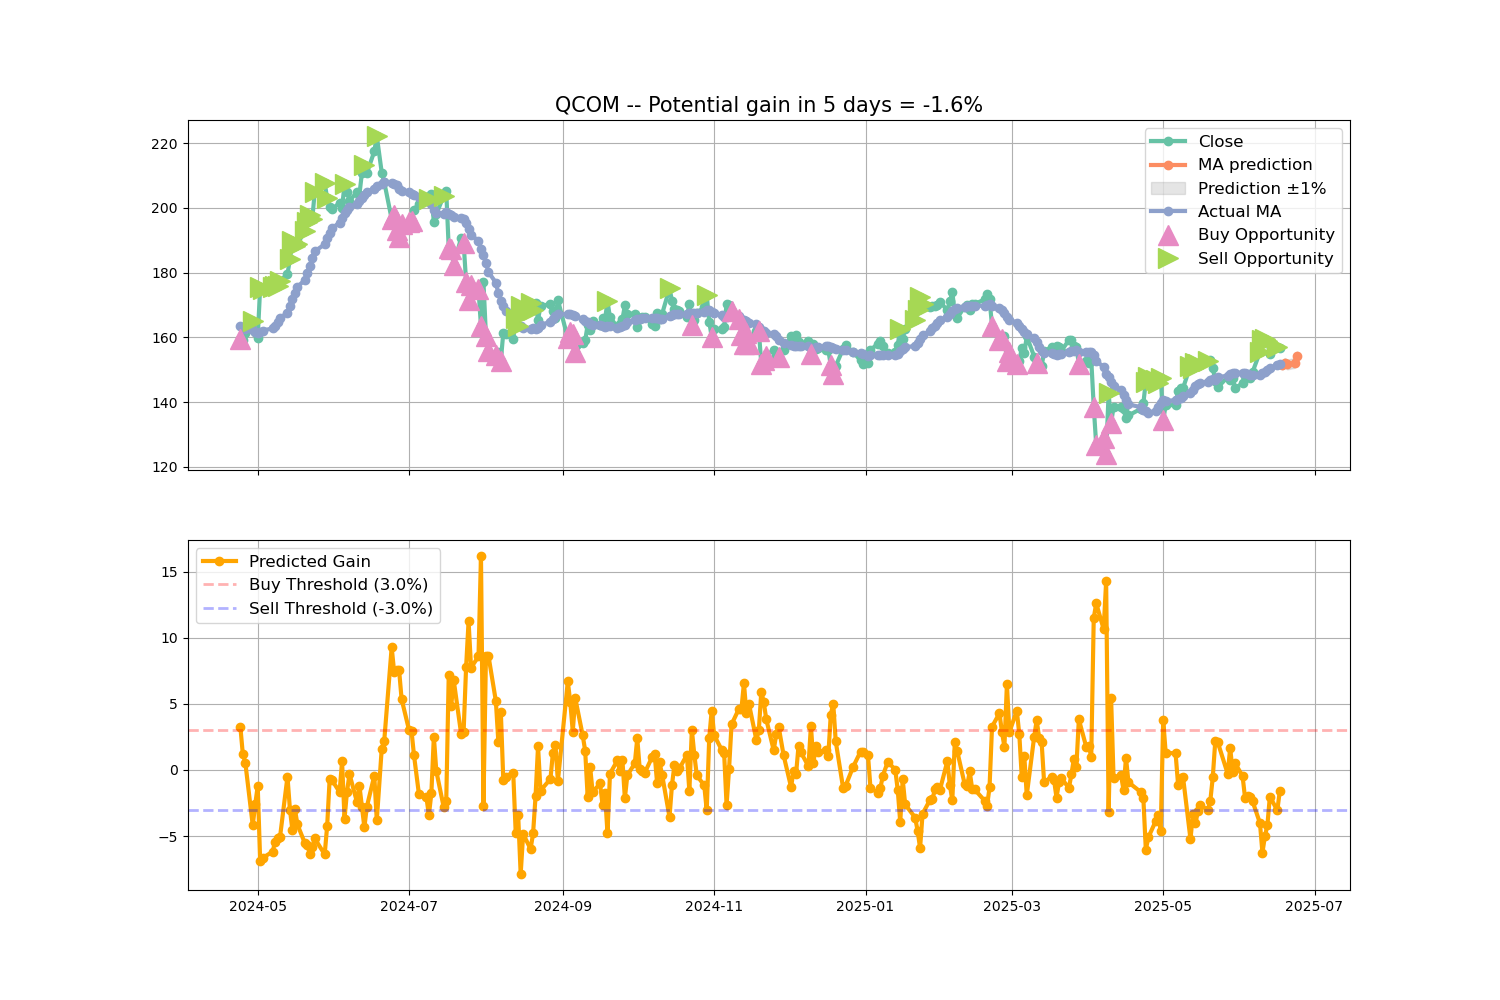 QCOM -- Potential gain in 5 days = -1.6%
220
200
180
160
140
120
Close
MA prediction
Prediction ±1%
Actual MA
Buy Opportunity
Sell Opportunity
15
10
5
0
−5
Predicted Gain
Buy Threshold (3.0%)
Sell Threshold (-3.0%)
2024-05
2024-07
2024-09
2024-11
2025-01
2025-03
2025-05
2025-07